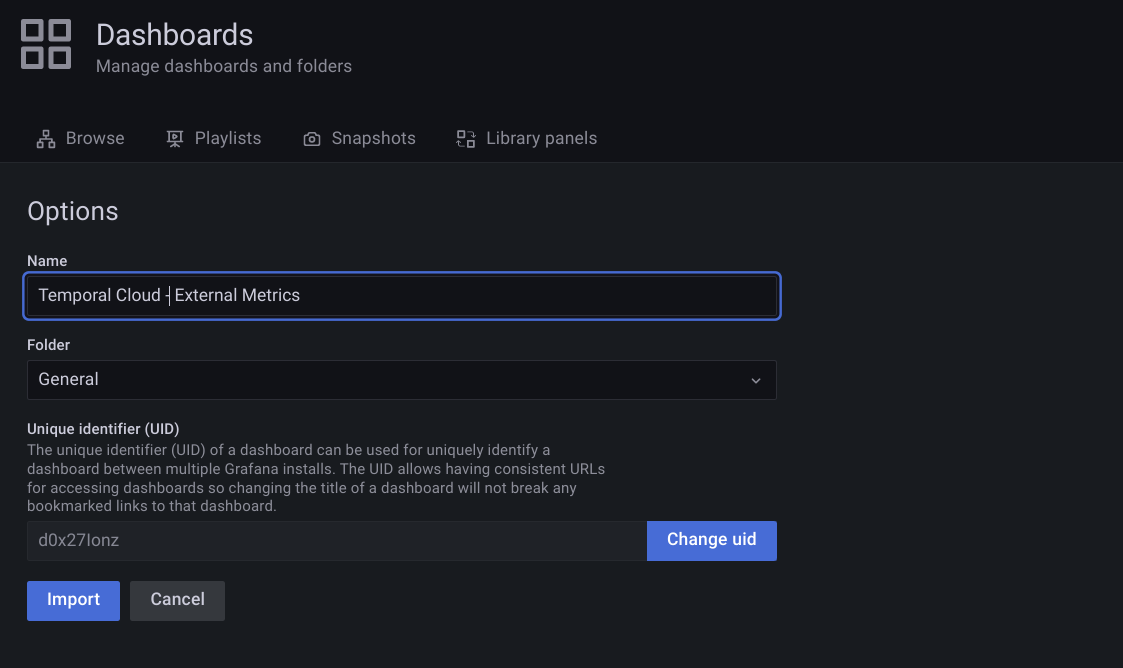 Dashboards
Manage dashboards and folders
Browse
Playlists
Snapshots
Library panels
Options
Name
Temporal Cloud - External Metrics
Folder
General
Unique identifier (UID)
The unique identifier (UID) of a dashboard can be used for uniquely identify a
dashboard between multiple Grafana installs. The UID allows having consistent URLs
for accessing dashboards so changing the title of a dashboard will not break any
bookmarked links to that dashboard.
d0x27Ionz
Change uid
Import
Cancel